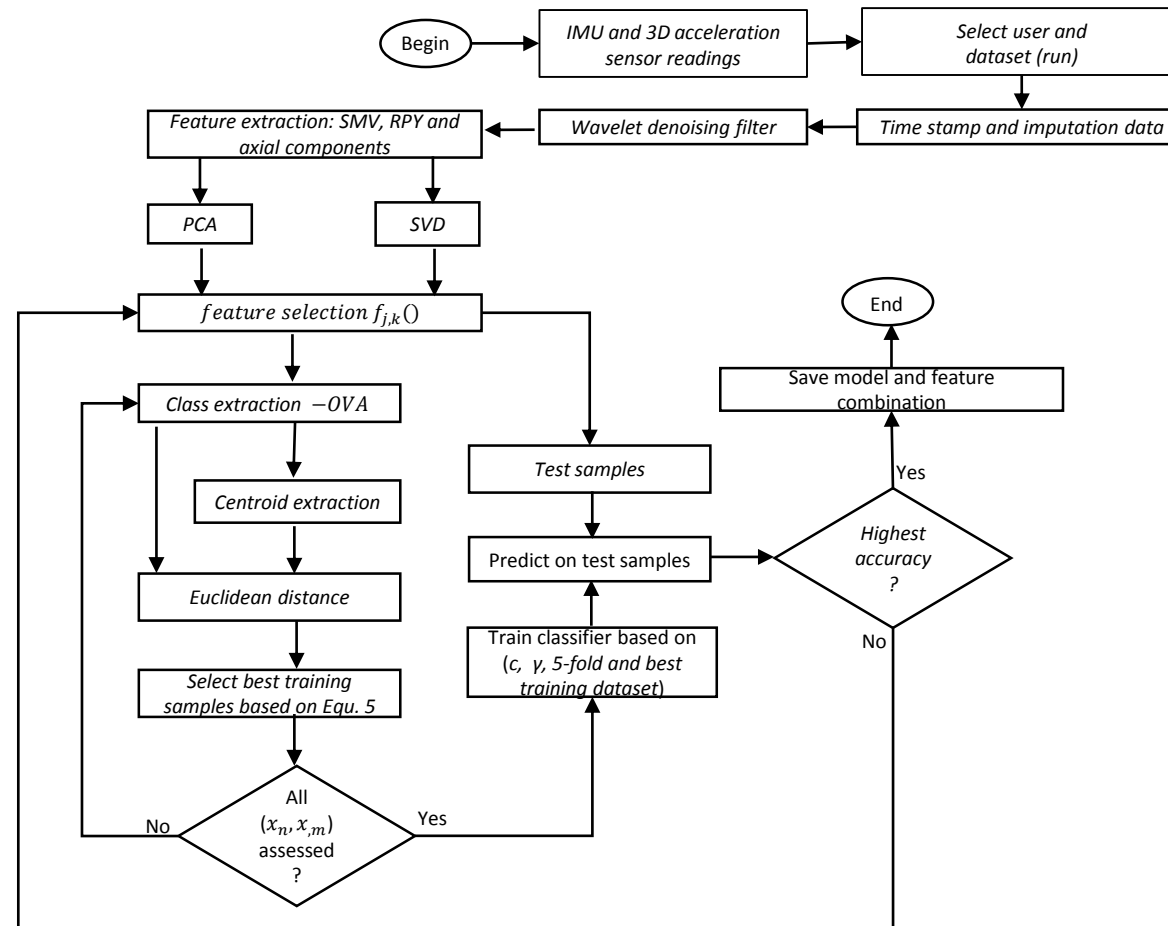 Begin
IMU and 3D acceleration
sensor readings
Select user and
dataset (run)
Time stamp and imputation data
Wavelet denoising filter
Feature extraction: SMV, RPY and
axial components
PCA
SVD
feature selection f_{j,k}()
Class extraction −OVA
Centroid extraction
Euclidean distance
Select best training
samples based on Equ. 5
All
(x_n, x_{,m})
assessed
?
No
Yes
Train classifier based on
(c, γ, 5-fold and best
training dataset)
Test samples
Predict on test samples
Highest
accuracy
?
Yes
No
Save model and feature
combination
End